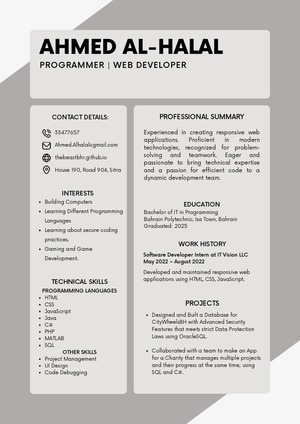 AHMED AL-HALAL
PROGRAMMER | WEB DEVELOPER
CONTACT DETAILS:
33477657
Ahmed.Alhalal@gmail.com
thebeastbhr.github.io
House 190, Road 904, Sitra
INTERESTS
Building Computers
Learning Different Programming
Languages
Learning about secure coding
practices.
Gaming and Game
Development.
TECHNICAL SKILLS
PROGRAMMING LANGUAGES
HTML
CSS
JavaScript
Java
C#
PHP
MATLAB
SQL
OTHER SKILLS
Project Management
UI Design
Code Debugging
PROFESSIONAL SUMMARY
Experienced in creating responsive web
applications. Proficient in modern
technologies, recognized for problem-
solving and teamwork. Eager and
passionate to bring technical expertise
and a passion for efficient code to a
dynamic development team.
EDUCATION
Bachelor of IT in Programming
Bahrain Polytechnic, Isa Town, Bahrain
Graduated: 2025
WORK HISTORY
Software Developer Intern at IT Vision LLC
May 2022 – August 2022
Developed and maintained responsive web
applications using HTML, CSS, JavaScript.
PROJECTS
Designed and Built a Database for
CityWheelsBH with Advanced Security
Features that meets strict Data Protection
Laws using OracleSQL.
Collaborated with a team to make an App
for a Charity that manages multiple projects
and their progress at the same time, using
SQL and C#.